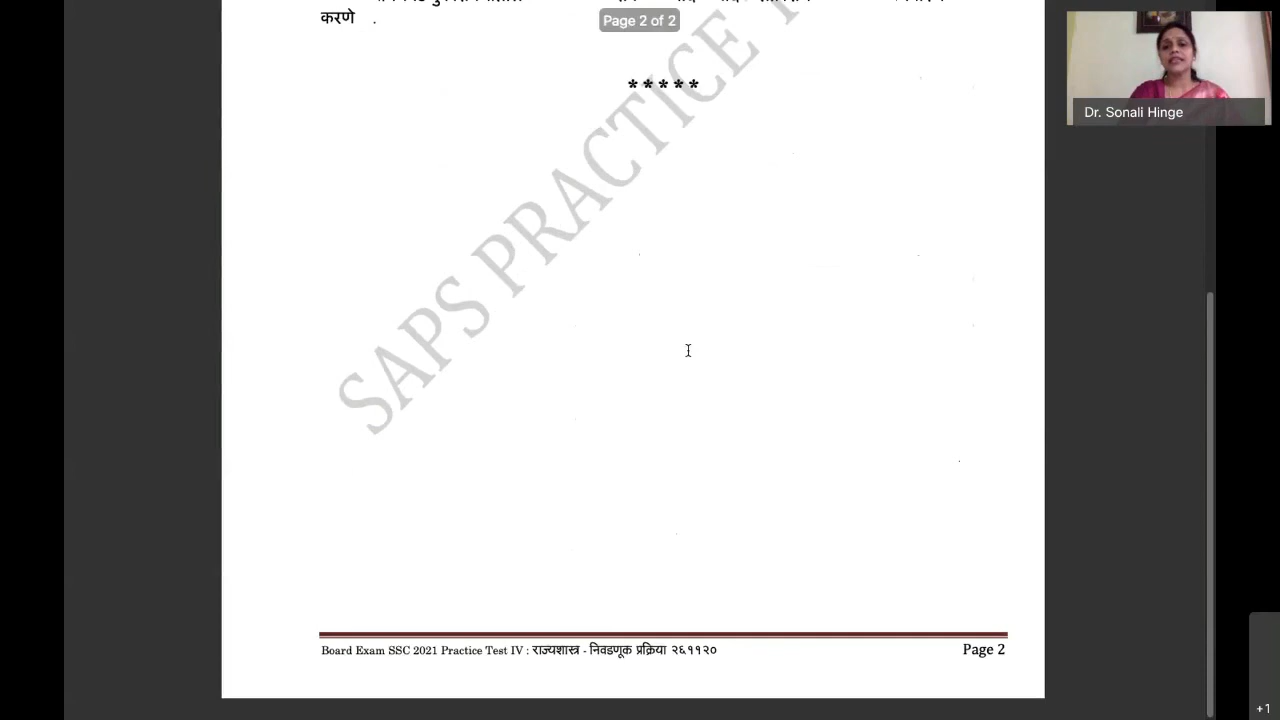 Page 2 of 2
करणे .
*****
SAPS PRACTICE
Dr. Sonali Hinge
Board Exam SSC 2021 Practice Test IV : राज्यशास्त्र - निवडणूक प्रक्रिया २६११२० Page 2
+1